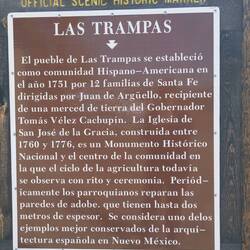 OFFICIAL SCENIC HISTORIC MARKER
LAS TRAMPAS
El pueblo de Las Trampas se estableció
como comunidad Hispano-Americana en
el año 1751 por 12 familias de Santa Fe
dirigidas por Juan de Argüello, recipiente
de una merced de tierra del Gobernador
Tomás Vélez Cachupín. La Iglesia de
San José de la Gracia, construida entre
1760 y 1776, es un Monumento Histórico
Nacional y el centro de la comunidad en
la que el ciclo de la agricultura todavía
se observa con rito y ceremonia. Periód-
icamente los parroquianos reparan las
paredes de adobe. que tienen hasta dos
metros de espesor. Se considera uno delos
ejemplos mejor conservados de la arqui-
tectura española en Nuevo México.